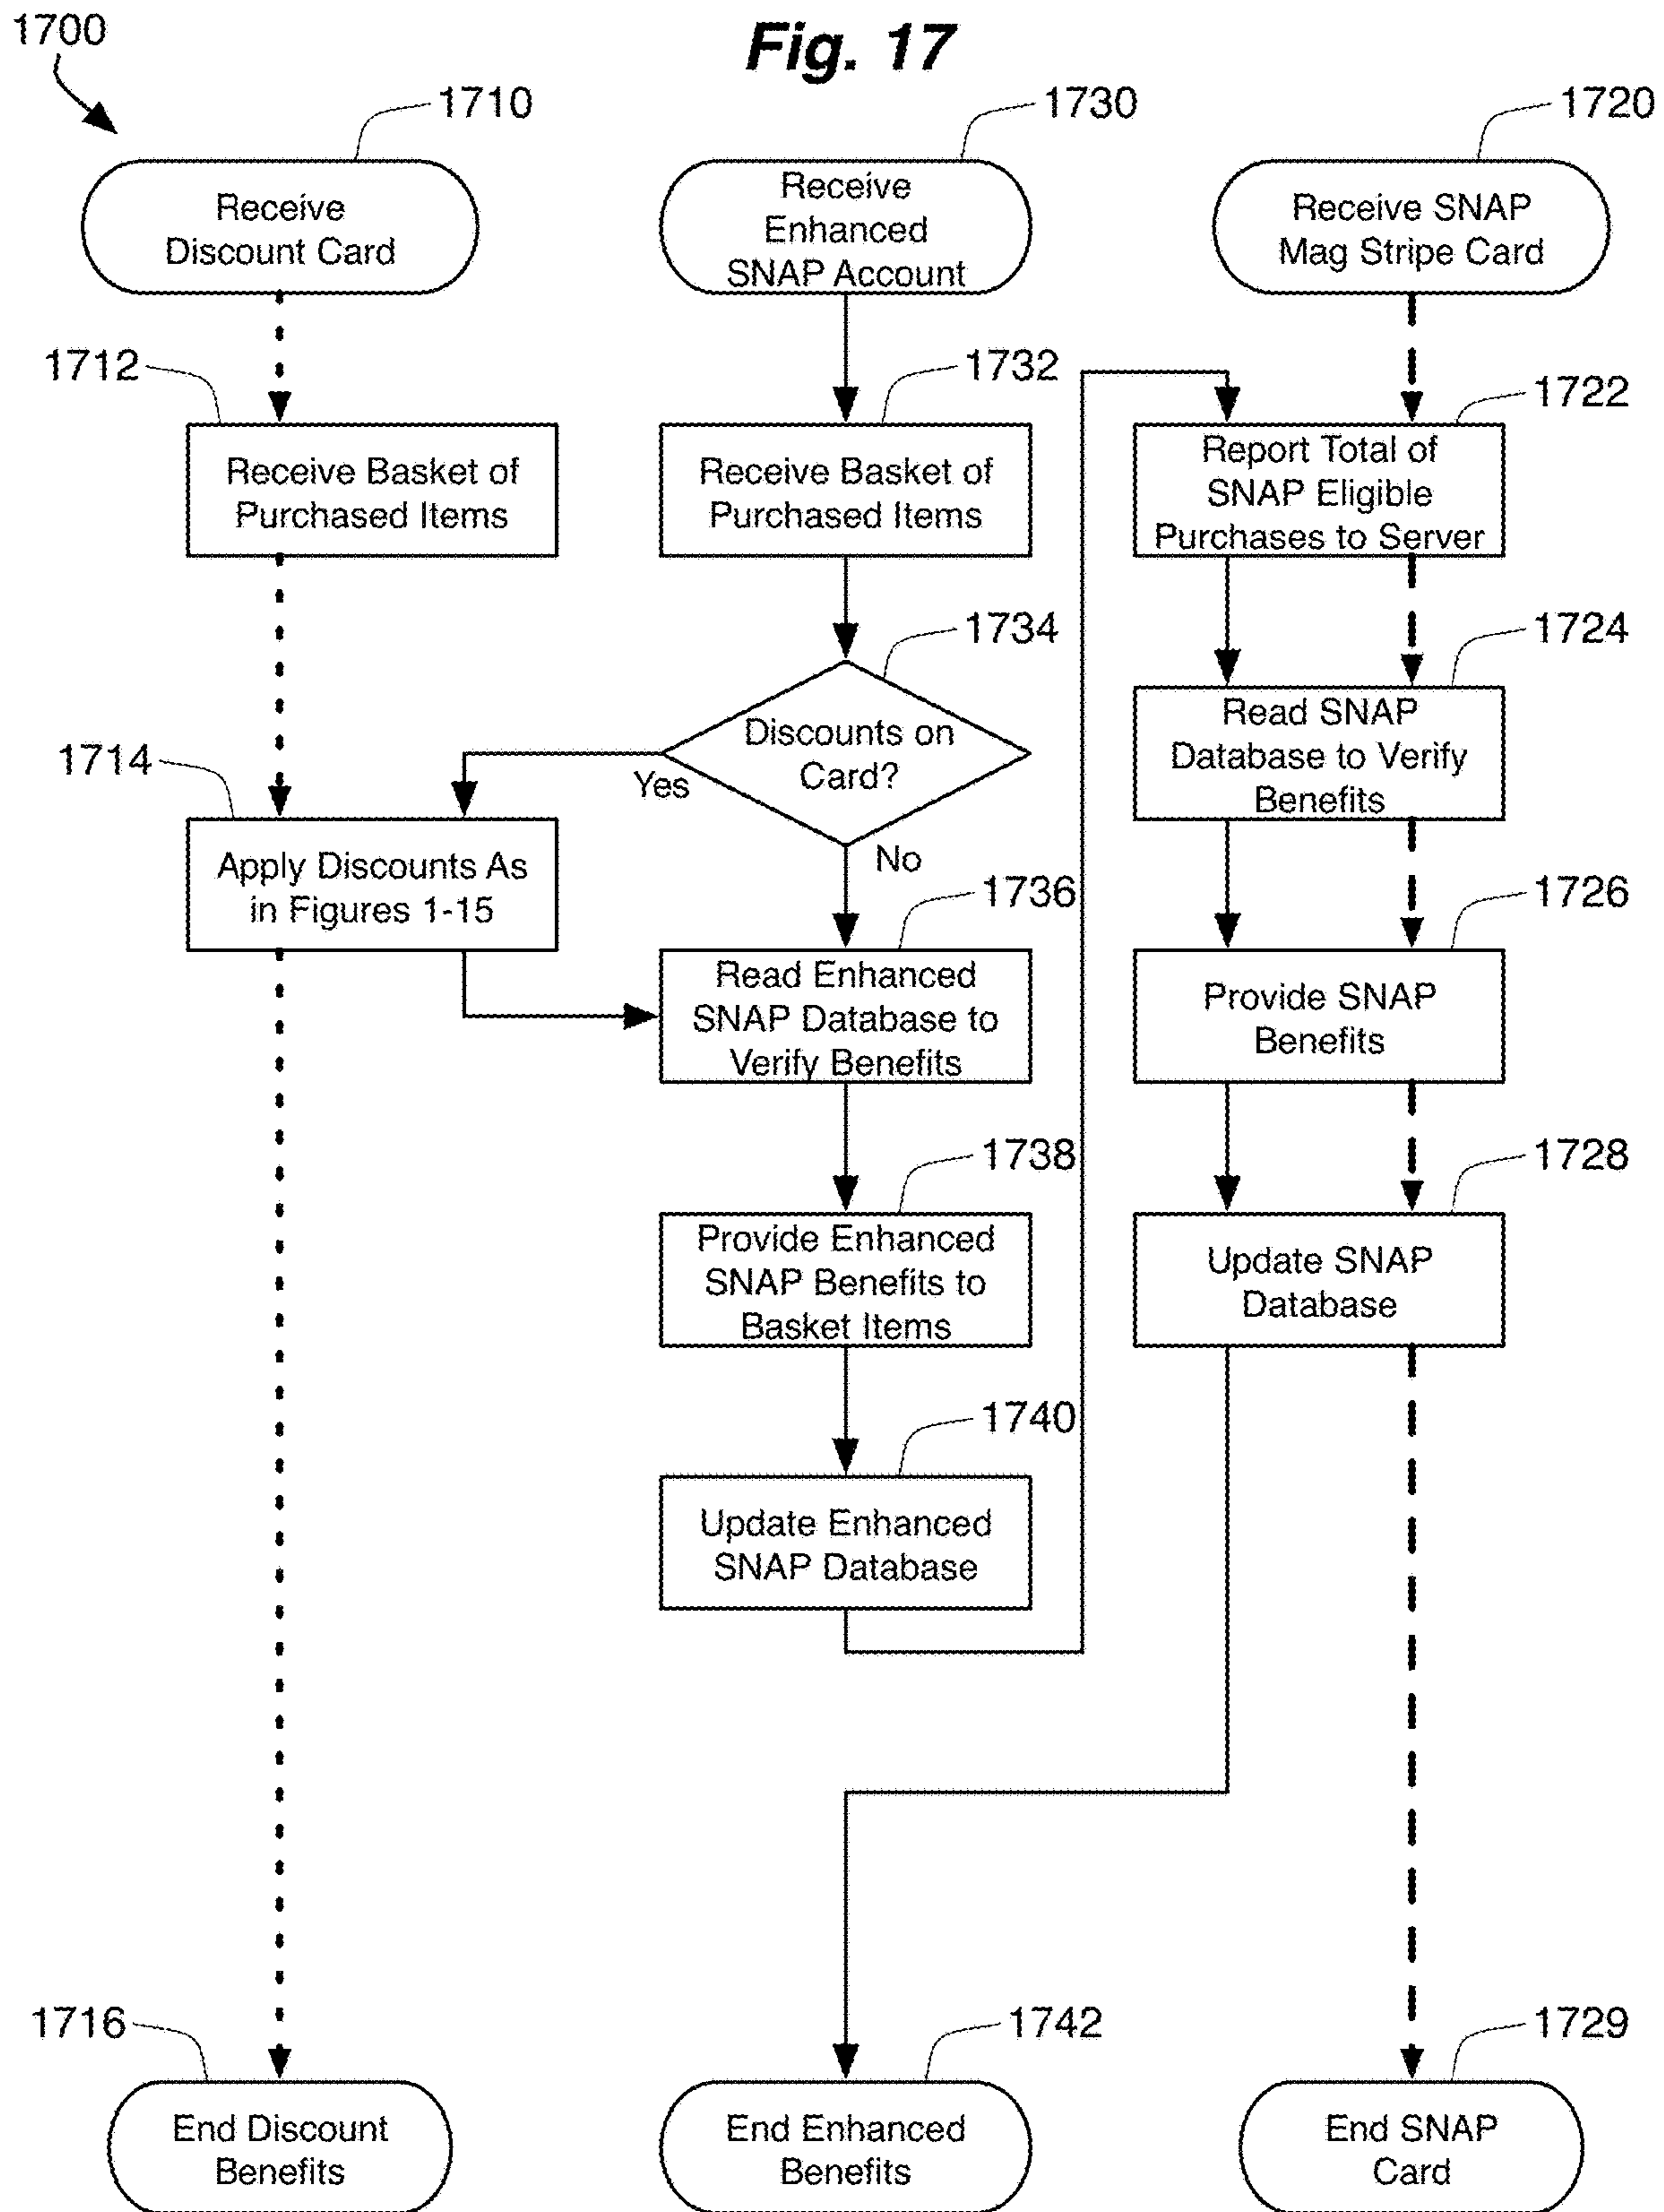 Fig. 17
1700
1710
1730
1720
Receive
Discount Card
Receive
Enhanced
SNAP Account
Receive SNAP
Mag Stripe Card
1712
1732
1722
Receive Basket of
Purchased Items
Receive Basket of
Purchased Items
Report Total of
SNAP Eligible
Purchases to Server
1734
1724
Discounts on
Card?
Yes
No
Read SNAP
Database to Verify
Benefits
1714
Apply Discounts As
in Figures 1-15
1736
1726
Read Enhanced
SNAP Database to
Verify Benefits
Provide SNAP
Benefits
1738
1728
Provide Enhanced
SNAP Benefits to
Basket Items
Update SNAP
Database
1740
Update Enhanced
SNAP Database
1716
1742
1729
End Discount
Benefits
End Enhanced
Benefits
End SNAP
Card